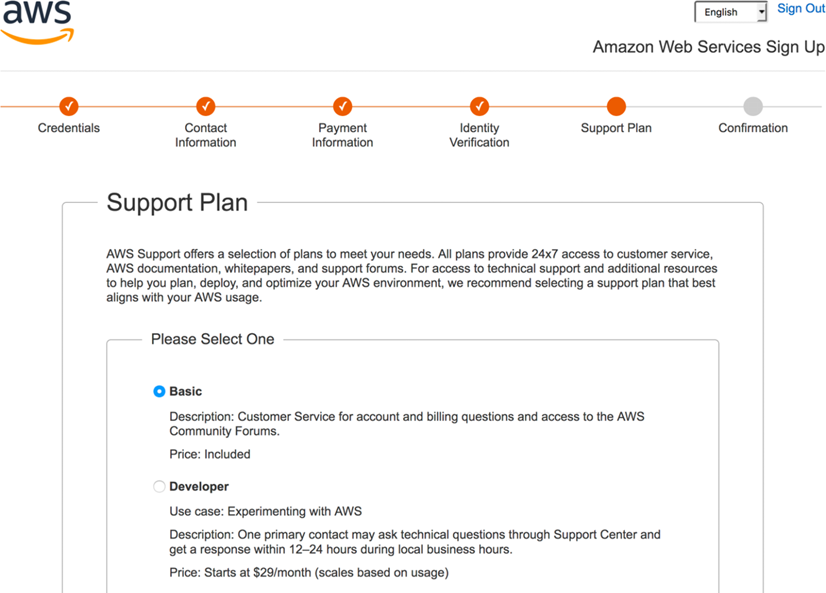 aws
English
Sign Out
Amazon Web Services Sign Up
Credentials
Contact
Information
Payment
Information
Identity
Verification
Support Plan
Confirmation
Support Plan
AWS Support offers a selection of plans to meet your needs. All plans provide 24x7 access to customer service,
AWS documentation, whitepapers, and support forums. For access to technical support and additional resources
to help you plan, deploy, and optimize your AWS environment, we recommend selecting a support plan that best
aligns with your AWS usage.
Please Select One
Basic
Description: Customer Service for account and billing questions and access to the AWS
Community Forums.
Price: Included
Developer
Use case: Experimenting with AWS
Description: One primary contact may ask technical questions through Support Center and
get a response within 12–24 hours during local business hours.
Price: Starts at $29/month (scales based on usage)